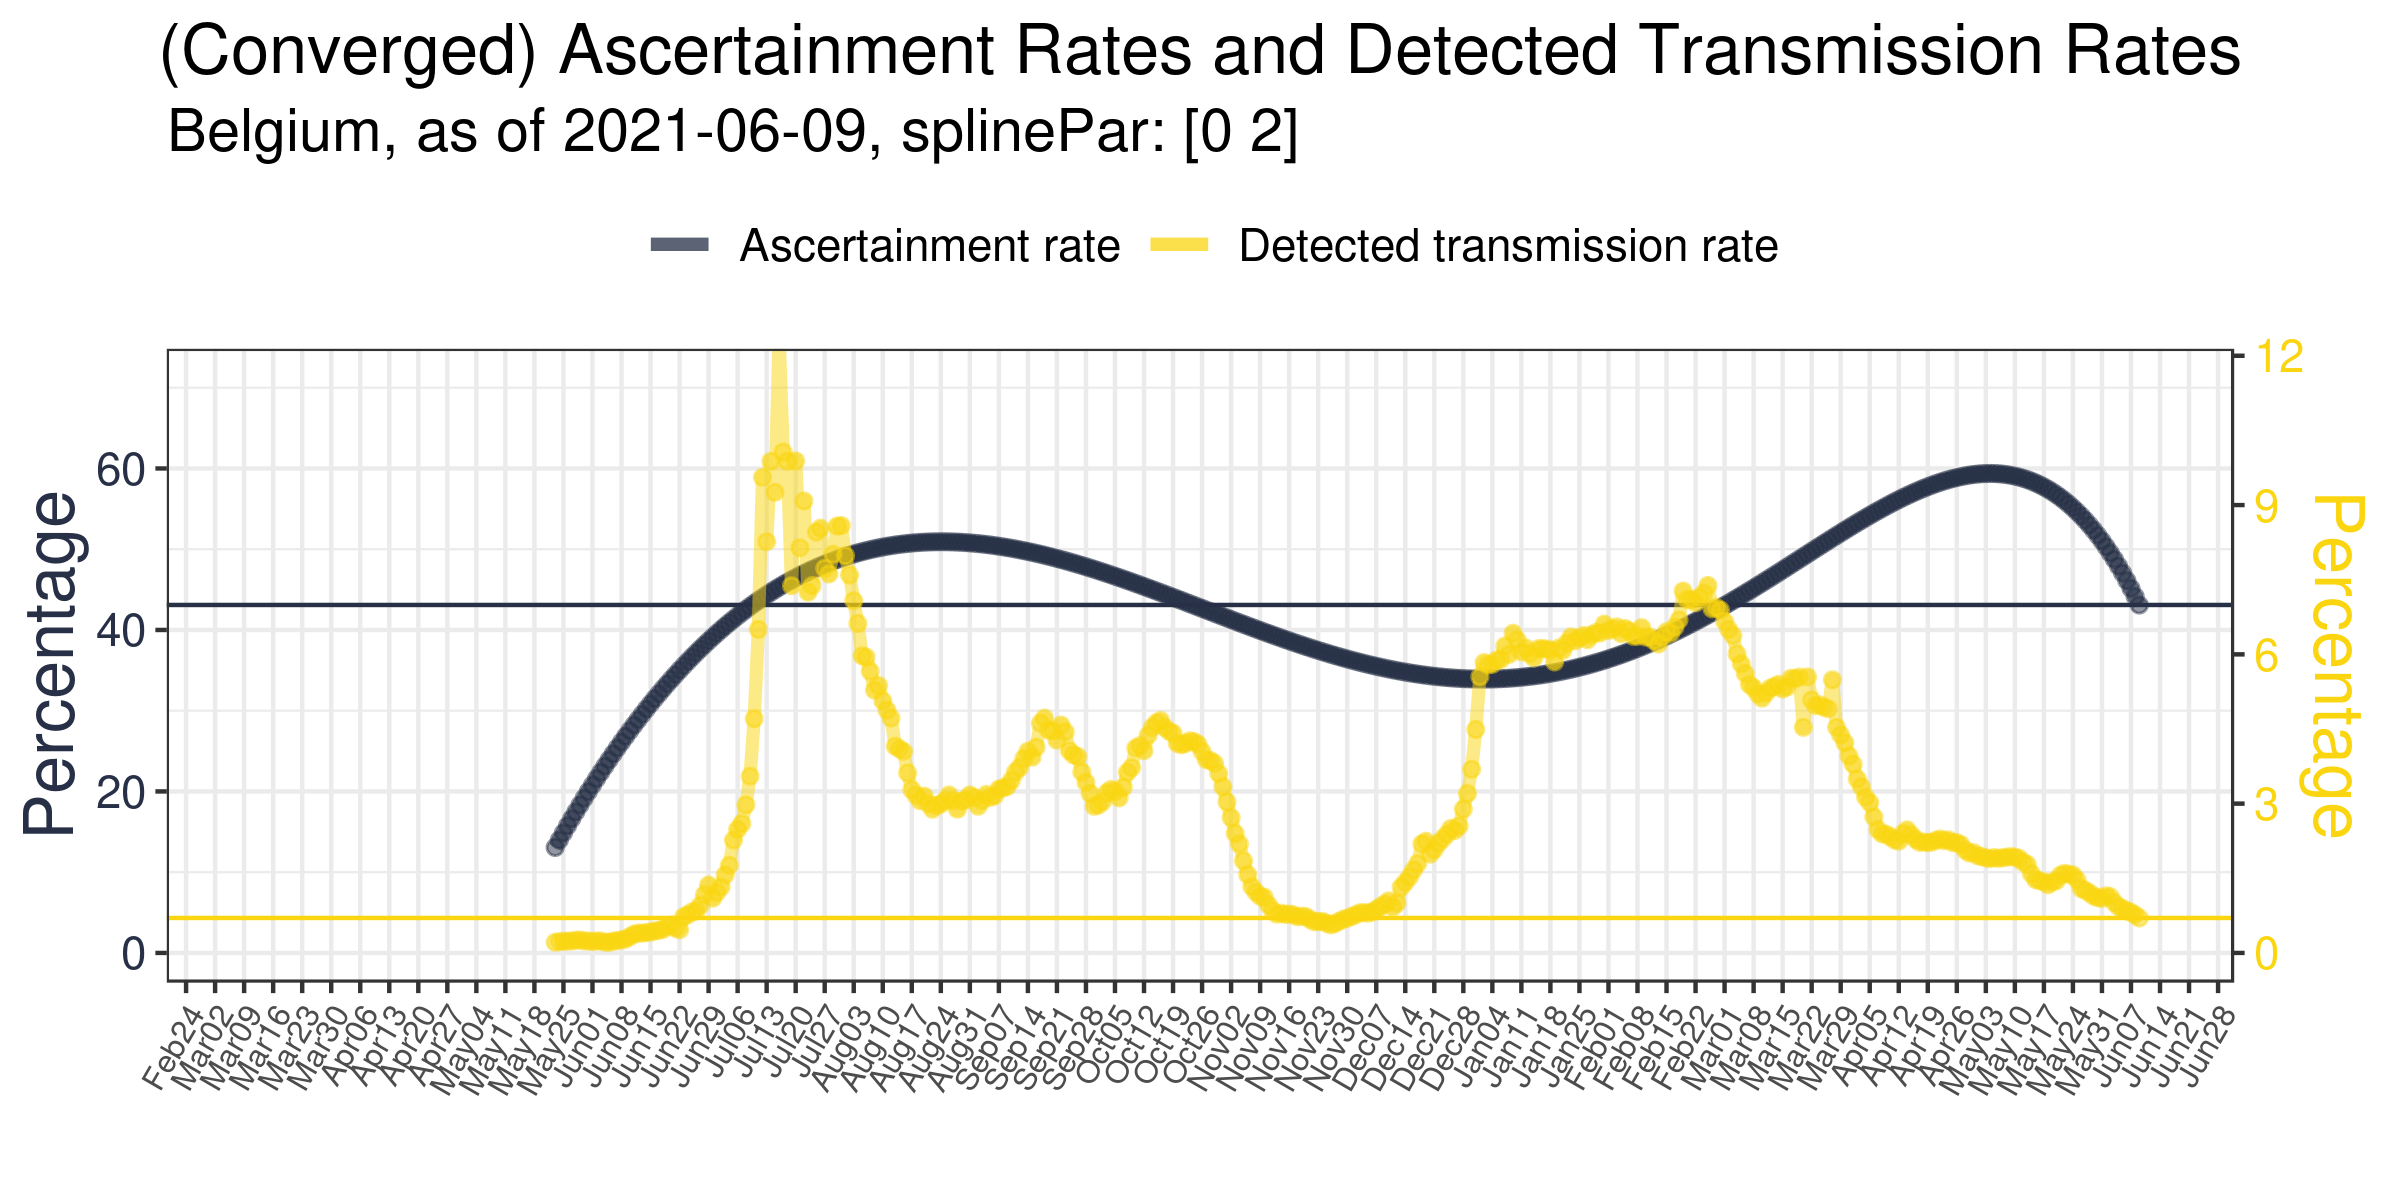 (Converged) Ascertainment Rates and Detected Transmission Rates
Belgium, as of 2021-06-09, splinePar: [0 2]
Ascertainment rate
Detected transmission rate
Percentage
60
40
20
0
12
9
6
3
0
Percentage
Feb24
Mar02
Mar09
Mar16
Mar23
Mar30
Apr06
Apr13
Apr20
Apr27
May04
May11
May18
May25
Jun01
Jun08
Jun15
Jun22
Jun29
Jul06
Jul13
Jul20
Jul27
Aug03
Aug10
Aug17
Aug24
Aug31
Sep07
Sep14
Sep21
Sep28
Oct05
Oct12
Oct19
Oct26
Nov02
Nov09
Nov16
Nov23
Nov30
Dec07
Dec14
Dec21
Dec28
Jan04
Jan11
Jan18
Jan25
Feb01
Feb08
Feb15
Feb22
Mar01
Mar08
Mar15
Mar22
Mar29
Apr05
Apr12
Apr19
Apr26
May03
May10
May17
May24
May31
Jun07
Jun14
Jun21
Jun28